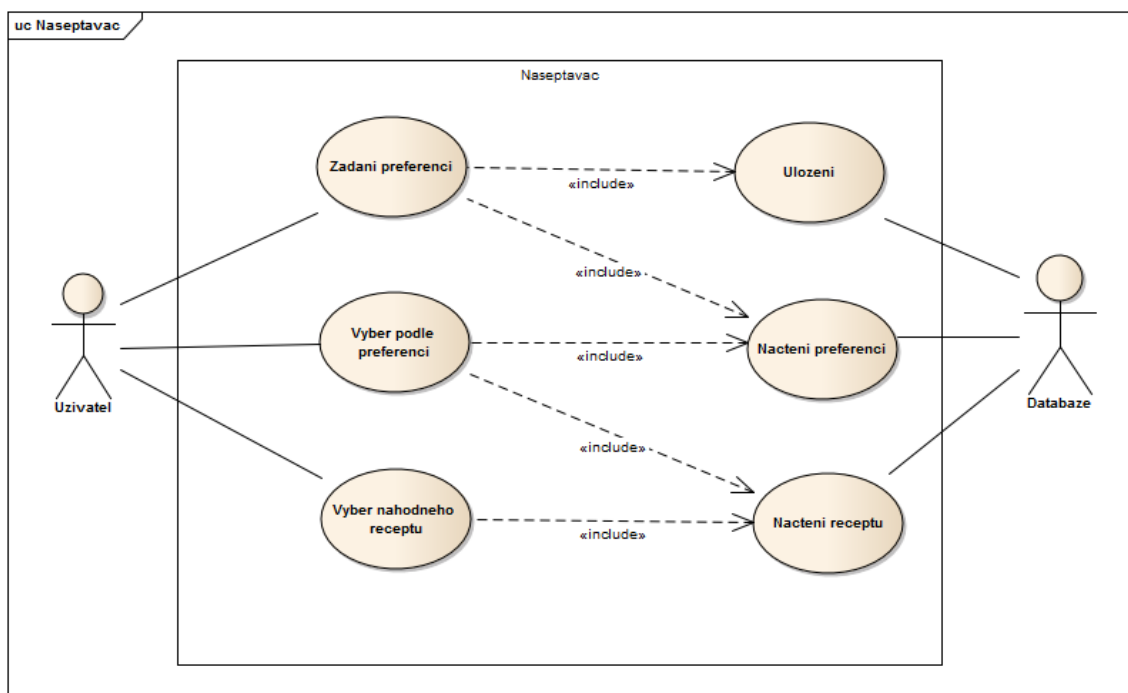 uc Naseptavac
Naseptavac
Zadani preferenci
Ulozeni
«include»
«include»
Vyber podle
preferenci
Nacteni preferenci
«include»
Uzivatel
Databaze
«include»
Vyber nahodneho
receptu
Nacteni receptu
«include»